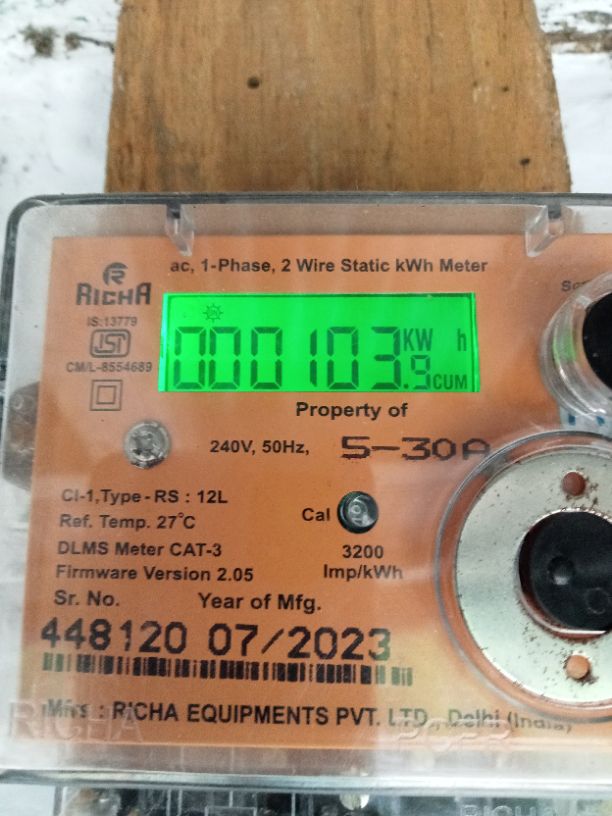 ac, 1-Phase, 2 Wire Static kWh Meter
RICHA
IS:13779
ISI
CM/L-8554689
000103.9 KW h CUM
Property of
240V, 50Hz, 5-30A
Cl-1,Type - RS : 12L
Ref. Temp. 27°C
Cal
DLMS Meter CAT-3
3200
Firmware Version 2.05
Imp/kWh
Sr. No. Year of Mfg.
448120 07/2023
Mfrs : RICHA EQUIPMENTS PVT. LTD., Delhi (India)
RICHA
RICHA